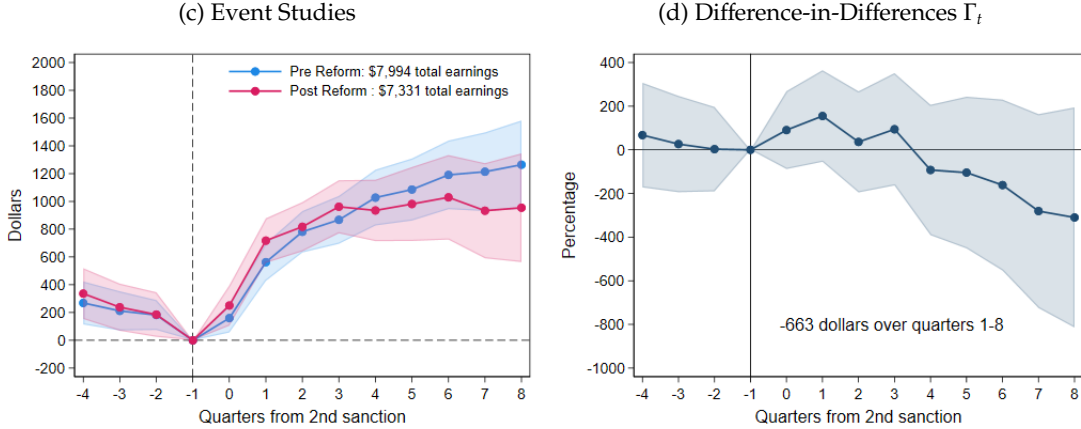 (c) Event Studies
Dollars
2000
1800
1600
1400
1200
1000
800
600
400
200
0
-200
Pre Reform: $7,994 total earnings
Post Reform : $7,331 total earnings
-4 -3 -2 -1 0 1 2 3 4 5 6 7 8
Quarters from 2nd sanction
(d) Difference-in-Differences Γt
Percentage
400
200
0
-200
-400
-600
-800
-1000
-663 dollars over quarters 1-8
-4 -3 -2 -1 0 1 2 3 4 5 6 7 8
Quarters from 2nd sanction